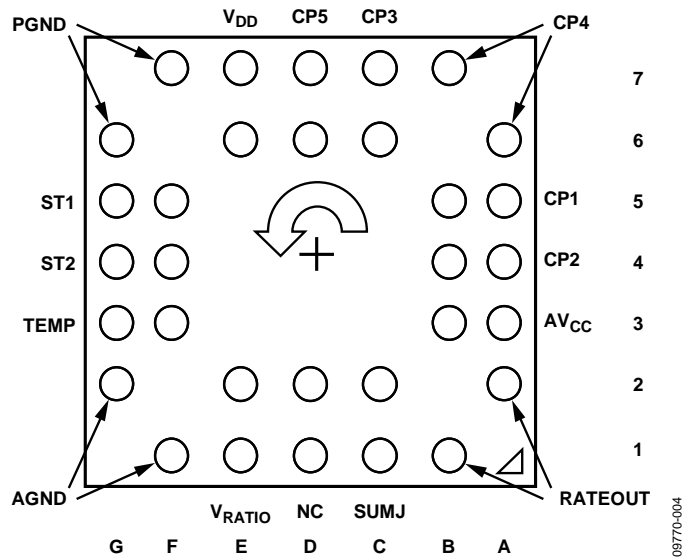 PGND V_DD CP5 CP3 CP4
7
6
ST1 CP1 5
ST2 CP2 4
TEMP AV_CC 3
2
1
AGND V_RATIO NC SUMJ RATEOUT
G F E D C B A
09770-004